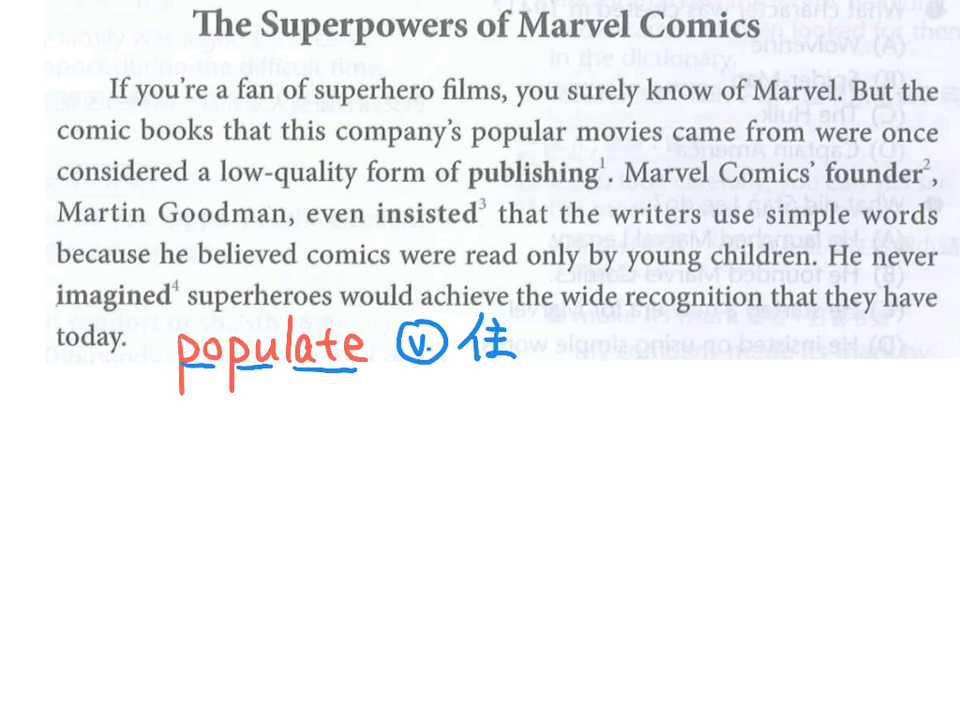 The Superpowers of Marvel Comics
If you're a fan of superhero films, you surely know of Marvel. But the
comic books that this company's popular movies came from were once
considered a low-quality form of publishing¹. Marvel Comics' founder²,
Martin Goodman, even insisted³ that the writers use simple words
because he believed comics were read only by young children. He never
imagined⁴ superheroes would achieve the wide recognition that they have
today.
populate v. 住